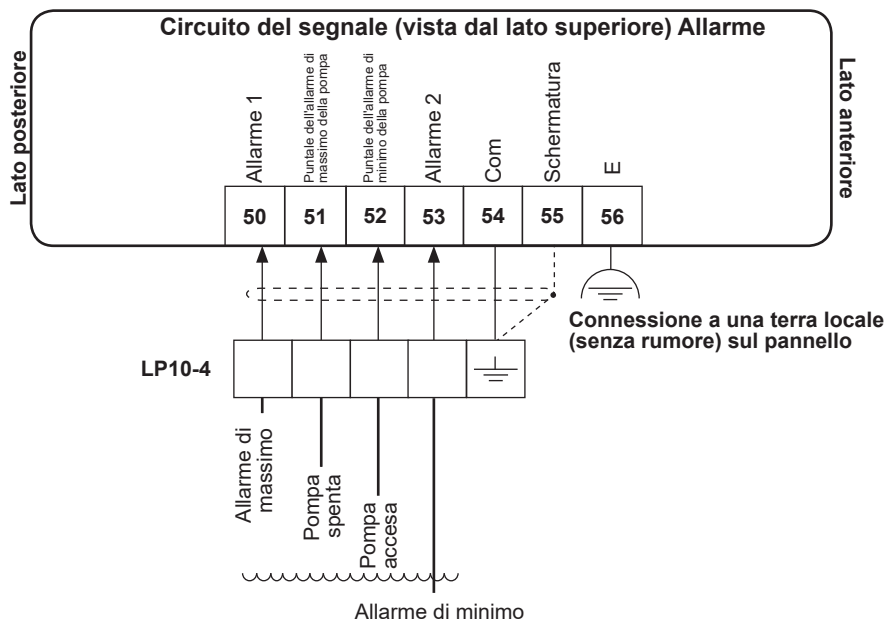 Circuito del segnale (vista dal lato superiore) Allarme
Lato posteriore
Lato anteriore
Allarme 1
Puntale dell'allarme di
massimo della pompa
Puntale dell'allarme di
minimo della pompa
Allarme 2
Com
Schermatura
E
50
51
52
53
54
55
56
Connessione a una terra locale
(senza rumore) sul pannello
LP10-4
Allarme di
massimo
Pompa
spenta
Pompa
accesa
Allarme di minimo